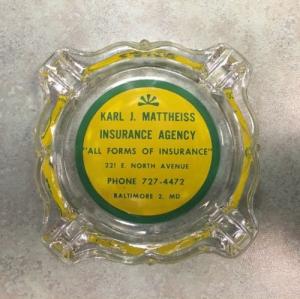 KARL J. MATTHEISS
INSURANCE AGENCY
"ALL FORMS OF INSURANCE"
221 E. NORTH AVENUE
PHONE 727-4472
BALTIMORE 2, MD